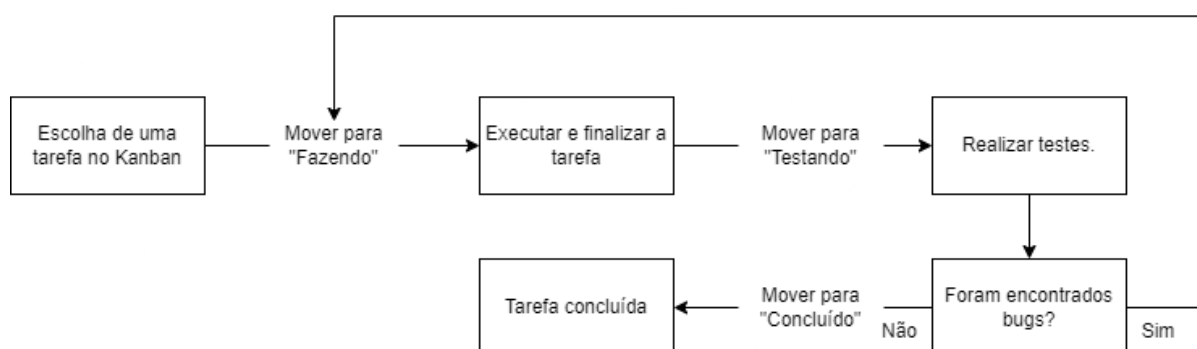 Escolha de uma
tarefa no Kanban
Mover para
"Fazendo"
Executar e finalizar a
tarefa
Mover para
"Testando"
Realizar testes.
Tarefa concluída
Mover para
"Concluído"
Não
Foram encontrados
bugs?
Sim